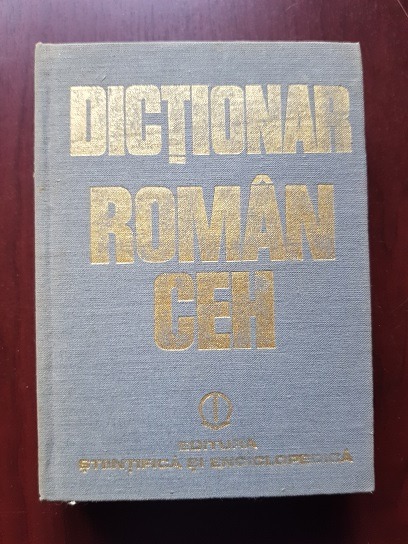 DICȚIONAR
ROMÂN
CEH
EDITURA
ȘTIINȚIFICĂ ȘI ENCICLOPEDICĂ